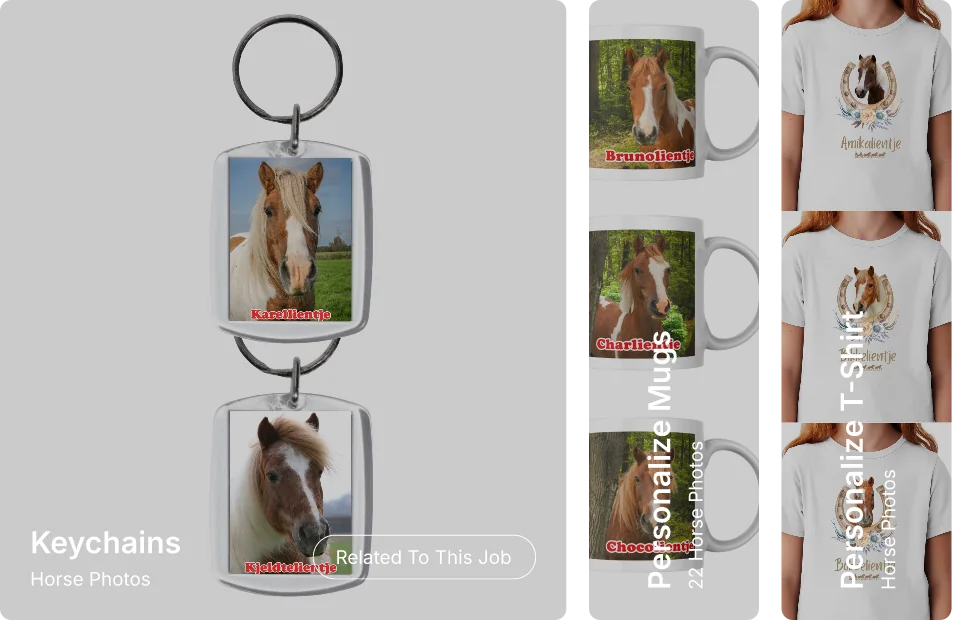 Karellientje
Kjeldtelientje
Keychains
Horse Photos
Related To This Job
Brunolientje
Charlientje
Chocolientje
Personalize Mugs
22 Horse Photos
Amikalientje
Personalize T-Shirt
Horse Photos